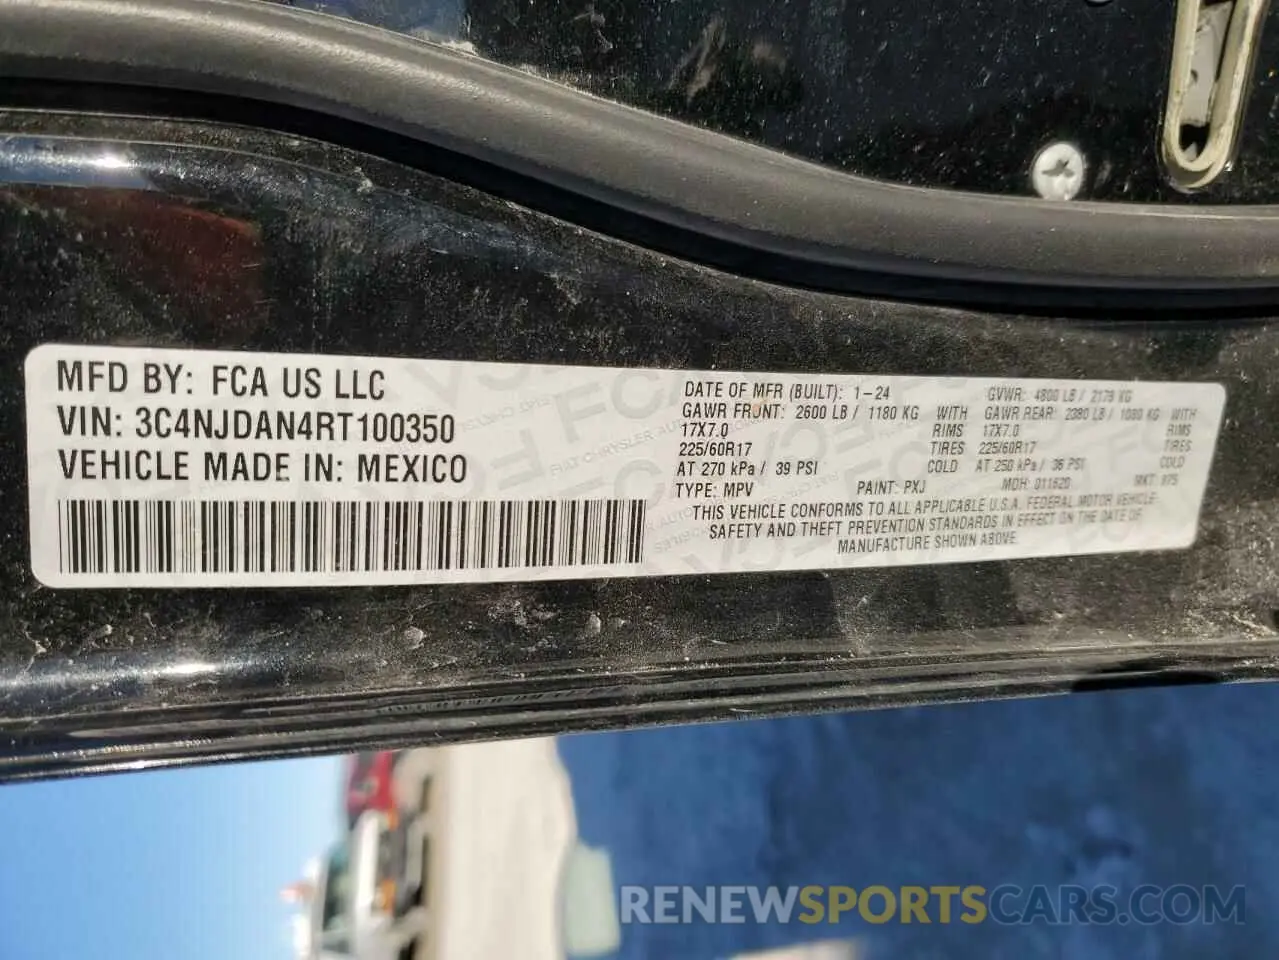 MFD BY: FCA US LLC
VIN: 3C4NJDAN4RT100350
VEHICLE MADE IN: MEXICO
DATE OF MFR (BUILT): 1-24 GVWR: 4800 LB / 2178 KG
GAWR FRONT: 2600 LB / 1180 KG WITH GAWR REAR: 2380 LB / 1080 KG WITH
17X7.0 RIMS 17X7.0 RIMS
225/60R17 TIRES 225/60R17 TIRES
AT 270 kPa / 39 PSI COLD AT 250 kPa / 36 PSI COLD
TYPE: MPV PAINT: PXJ MDH: 011620 MKT:
THIS VEHICLE CONFORMS TO ALL APPLICABLE U.S.A. FEDERAL MOTOR VEHICLE
SAFETY AND THEFT PREVENTION STANDARDS IN EFFECT ON THE DATE OF
MANUFACTURE SHOWN ABOVE.
RENEWSPORTSCARS.COM